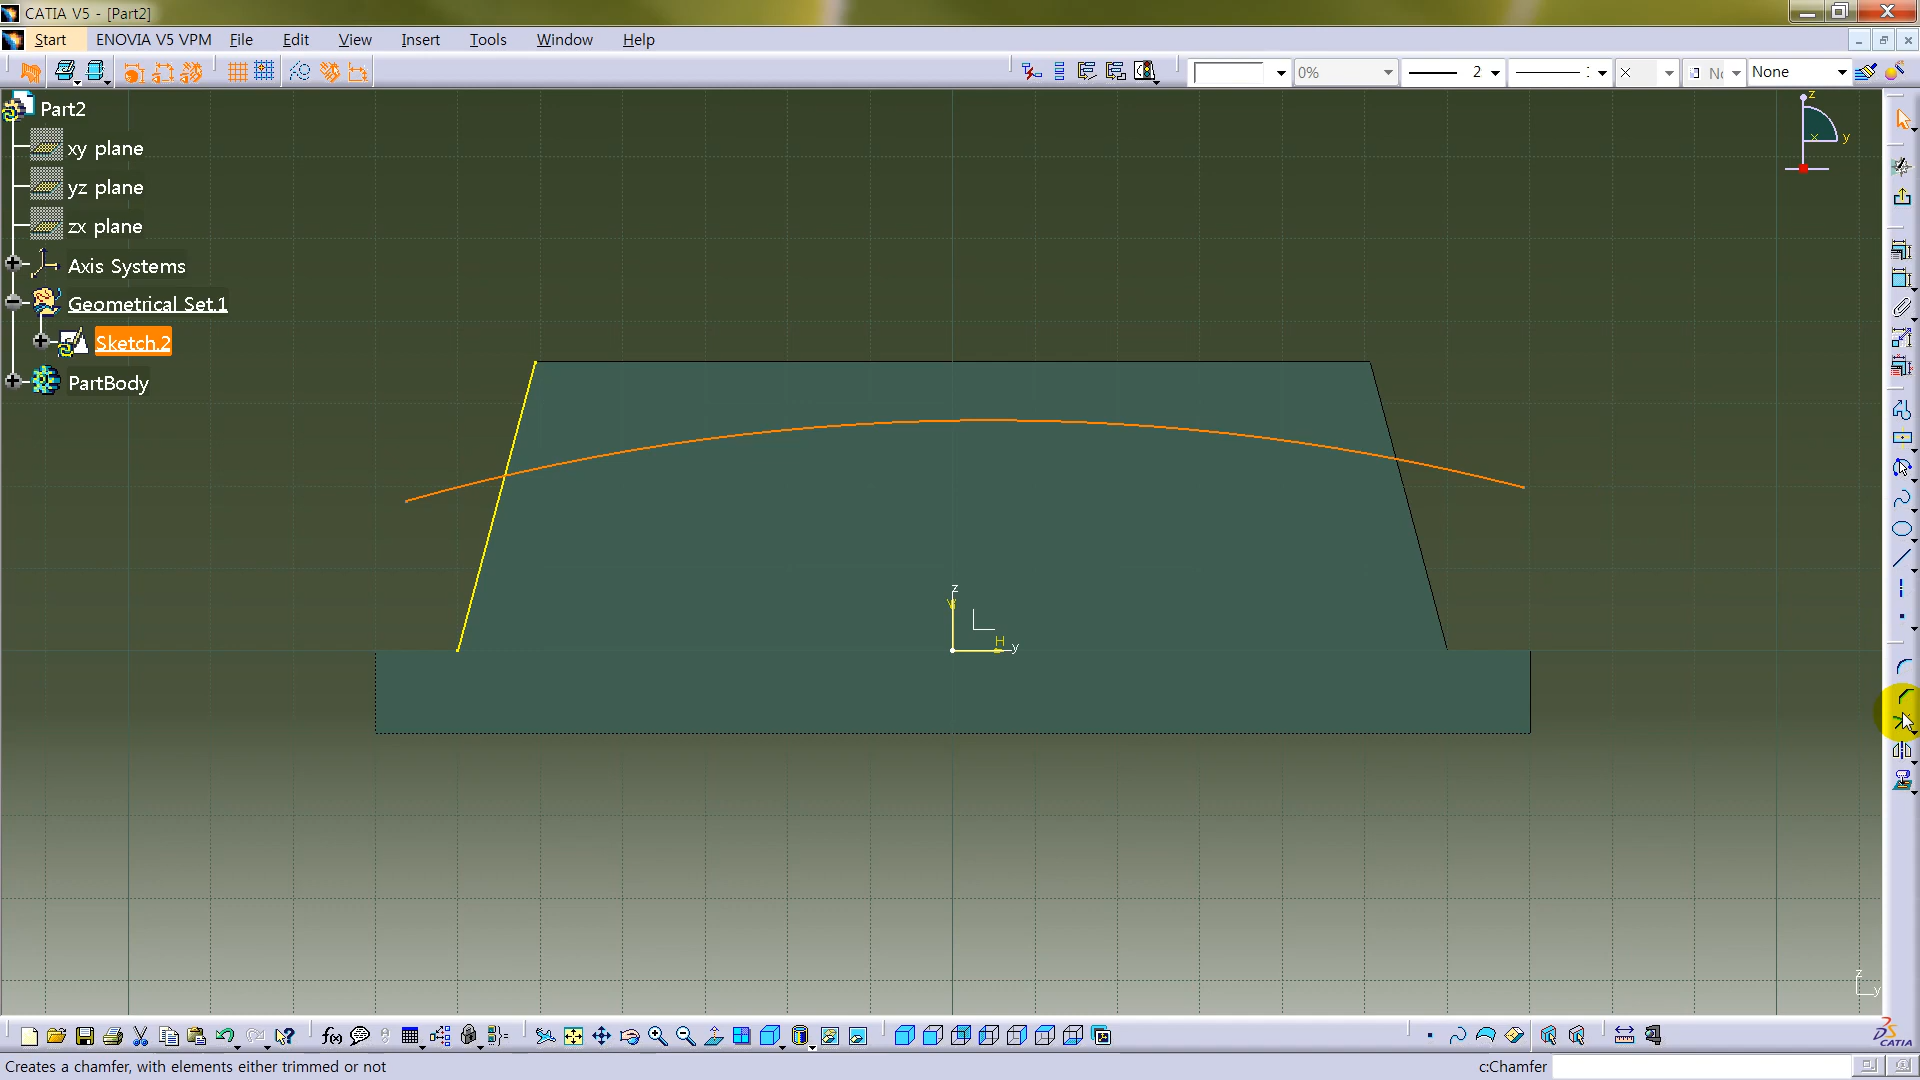 CATIA V5 - [Part2]
Start ENOVIA V5 VPM File Edit View Insert Tools Window Help
0% 2 : None
Part2
xy plane
yz plane
zx plane
Axis Systems
Geometrical Set.1
Sketch.2
PartBody
z
x y
z
V
H
y
z
y
f(x)
CATIA
Creates a chamfer, with elements either trimmed or not c:Chamfer